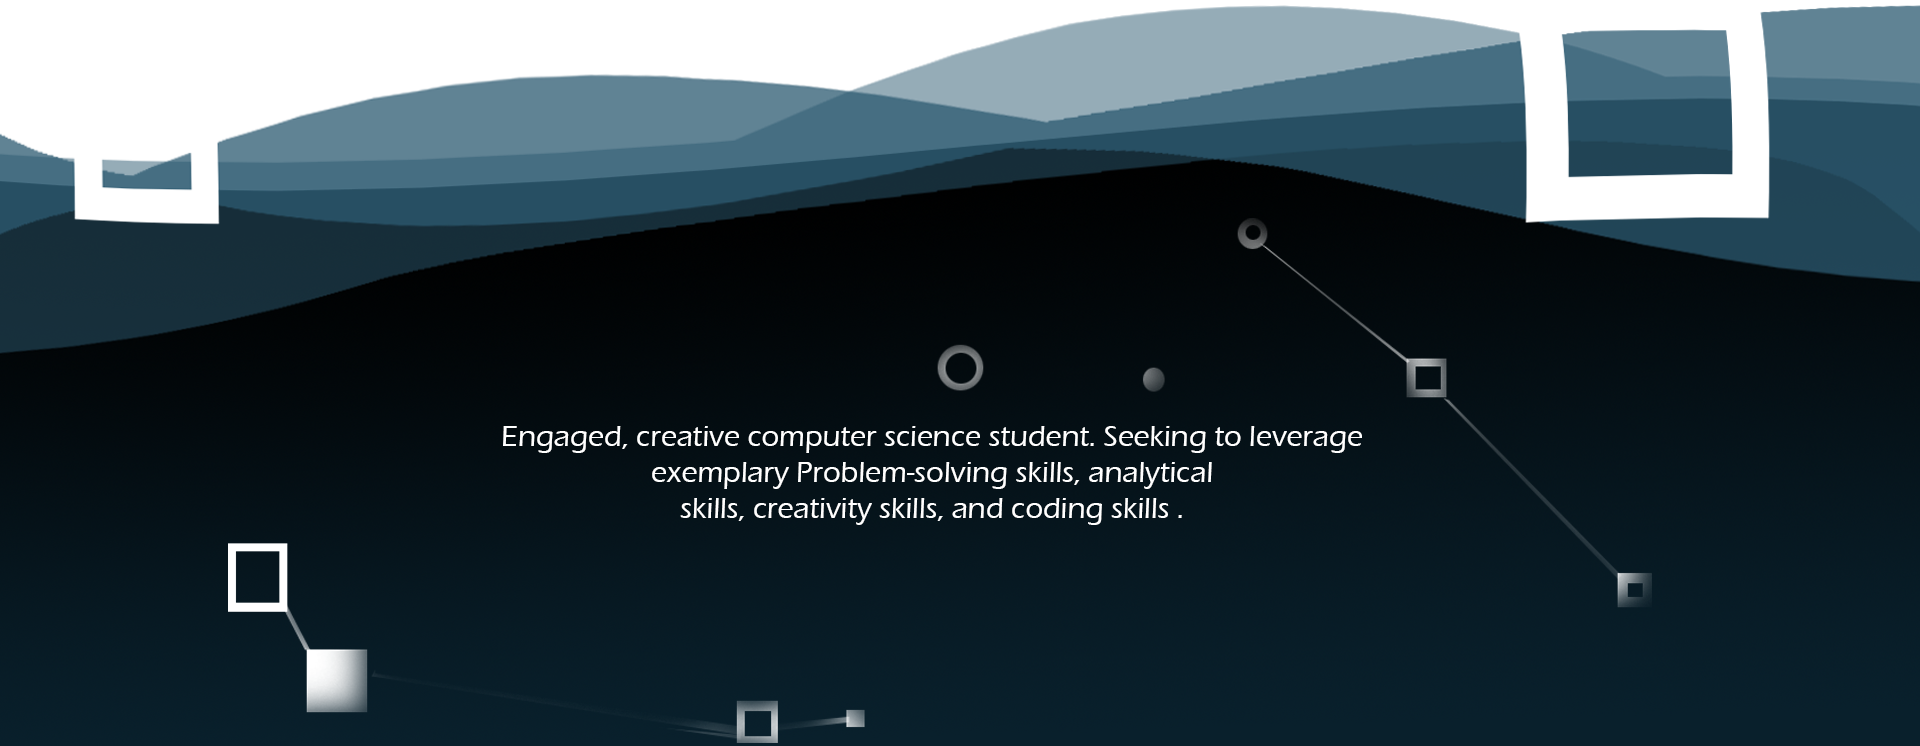 Engaged, creative computer science student. Seeking to leverage
exemplary Problem-solving skills, analytical
skills, creativity skills, and coding skills .